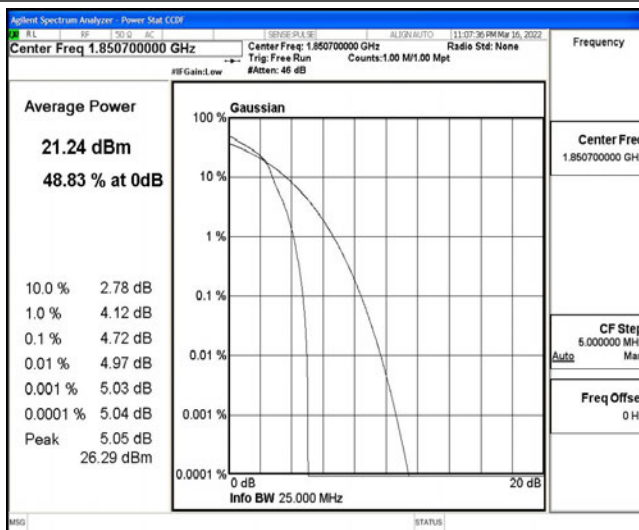 Agilent Spectrum Analyzer - Power Stat CCDF
RL RF 50 Ω AC SENSE:PULSE ALIGN AUTO 11:07:36 PM Mar 16, 2022
Center Freq 1.850700000 GHz
Center Freq: 1.850700000 GHz Radio Std: None
Trig: Free Run Counts:1.00 M/1.00 Mpt
#IFGain:Low #Atten: 46 dB
Frequency
Average Power
21.24 dBm
48.83 % at 0dB
10.0 % 2.78 dB
1.0 % 4.12 dB
0.1 % 4.72 dB
0.01 % 4.97 dB
0.001 % 5.03 dB
0.0001 % 5.04 dB
Peak 5.05 dB
26.29 dBm
Gaussian
100 %
10 %
1 %
0.1 %
0.01 %
0.001 %
0.0001 %
0 dB 20 dB
Info BW 25.000 MHz
Center Fre
1.850700000 GH
CF Step
5.000000 MH
Auto Ma
Freq Offse
0 H
MSG STATUS